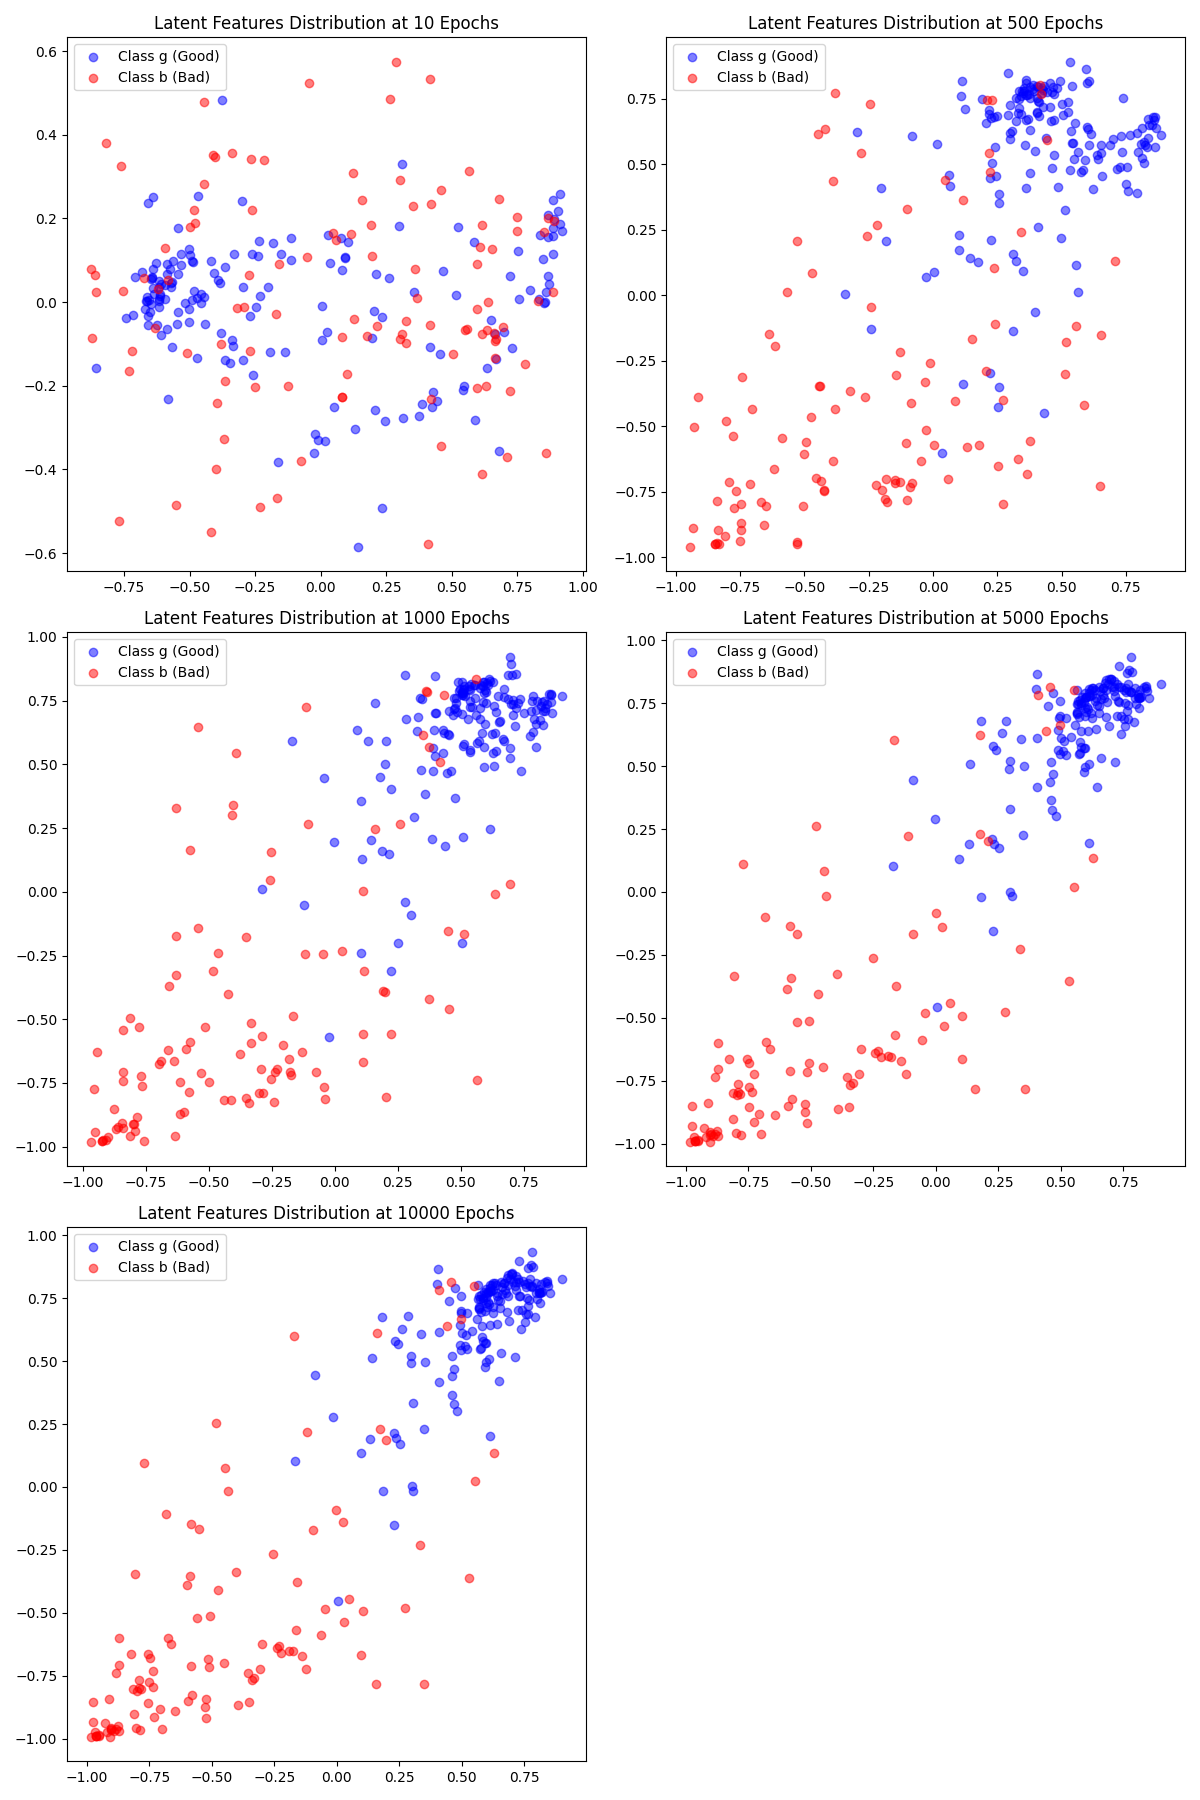 Latent Features Distribution at 10 Epochs
Class g (Good)
Class b (Bad)
0.6
0.4
0.2
0.0
−0.2
−0.4
−0.6
−0.75 −0.50 −0.25 0.00 0.25 0.50 0.75 1.00
Latent Features Distribution at 500 Epochs
Class g (Good)
Class b (Bad)
0.75
0.50
0.25
0.00
−0.25
−0.50
−0.75
−1.00
−1.00 −0.75 −0.50 −0.25 0.00 0.25 0.50 0.75
Latent Features Distribution at 1000 Epochs
Class g (Good)
Class b (Bad)
1.00
0.75
0.50
0.25
0.00
−0.25
−0.50
−0.75
−1.00
−1.00 −0.75 −0.50 −0.25 0.00 0.25 0.50 0.75
Latent Features Distribution at 5000 Epochs
Class g (Good)
Class b (Bad)
1.00
0.75
0.50
0.25
0.00
−0.25
−0.50
−0.75
−1.00
−1.00 −0.75 −0.50 −0.25 0.00 0.25 0.50 0.75
Latent Features Distribution at 10000 Epochs
Class g (Good)
Class b (Bad)
1.00
0.75
0.50
0.25
0.00
−0.25
−0.50
−0.75
−1.00
−1.00 −0.75 −0.50 −0.25 0.00 0.25 0.50 0.75